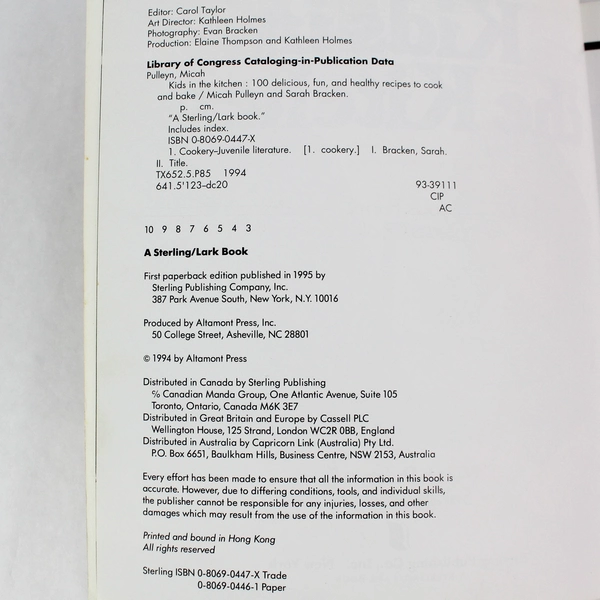 Editor: Carol Taylor
Art Director: Kathleen Holmes
Photography: Evan Bracken
Production: Elaine Thompson and Kathleen Holmes
Library of Congress Cataloging-in-Publication Data
Pulleyn, Micah
Kids in the kitchen : 100 delicious, fun, and healthy recipes to cook
and bake / Micah Pulleyn and Sarah Bracken.
p. cm.
"A Sterling/Lark book."
Includes index.
ISBN 0-8069-0447-X
1. Cookery–Juvenile literature. [1. cookery.] I. Bracken, Sarah.
II. Title.
TX652.5.P85 1994
641.5'123–dc20 93-39111
CIP
AC
10 9 8 7 6 5 4 3
A Sterling/Lark Book
First paperback edition published in 1995 by
Sterling Publishing Company, Inc.
387 Park Avenue South, New York, N.Y. 10016
Produced by Altamont Press, Inc.
50 College Street, Asheville, NC 28801
© 1994 by Altamont Press
Distributed in Canada by Sterling Publishing
℅ Canadian Manda Group, One Atlantic Avenue, Suite 105
Toronto, Ontario, Canada M6K 3E7
Distributed in Great Britain and Europe by Cassell PLC
Wellington House, 125 Strand, London WC2R 0BB, England
Distributed in Australia by Capricorn Link (Australia) Pty Ltd.
P.O. Box 6651, Baulkham Hills, Business Centre, NSW 2153, Australia
Every effort has been made to ensure that all the information in this book is
accurate. However, due to differing conditions, tools, and individual skills,
the publisher cannot be responsible for any injuries, losses, and other
damages which may result from the use of the information in this book.
Printed and bound in Hong Kong
All rights reserved
Sterling ISBN 0-8069-0447-X Trade
0-8069-0446-1 Paper